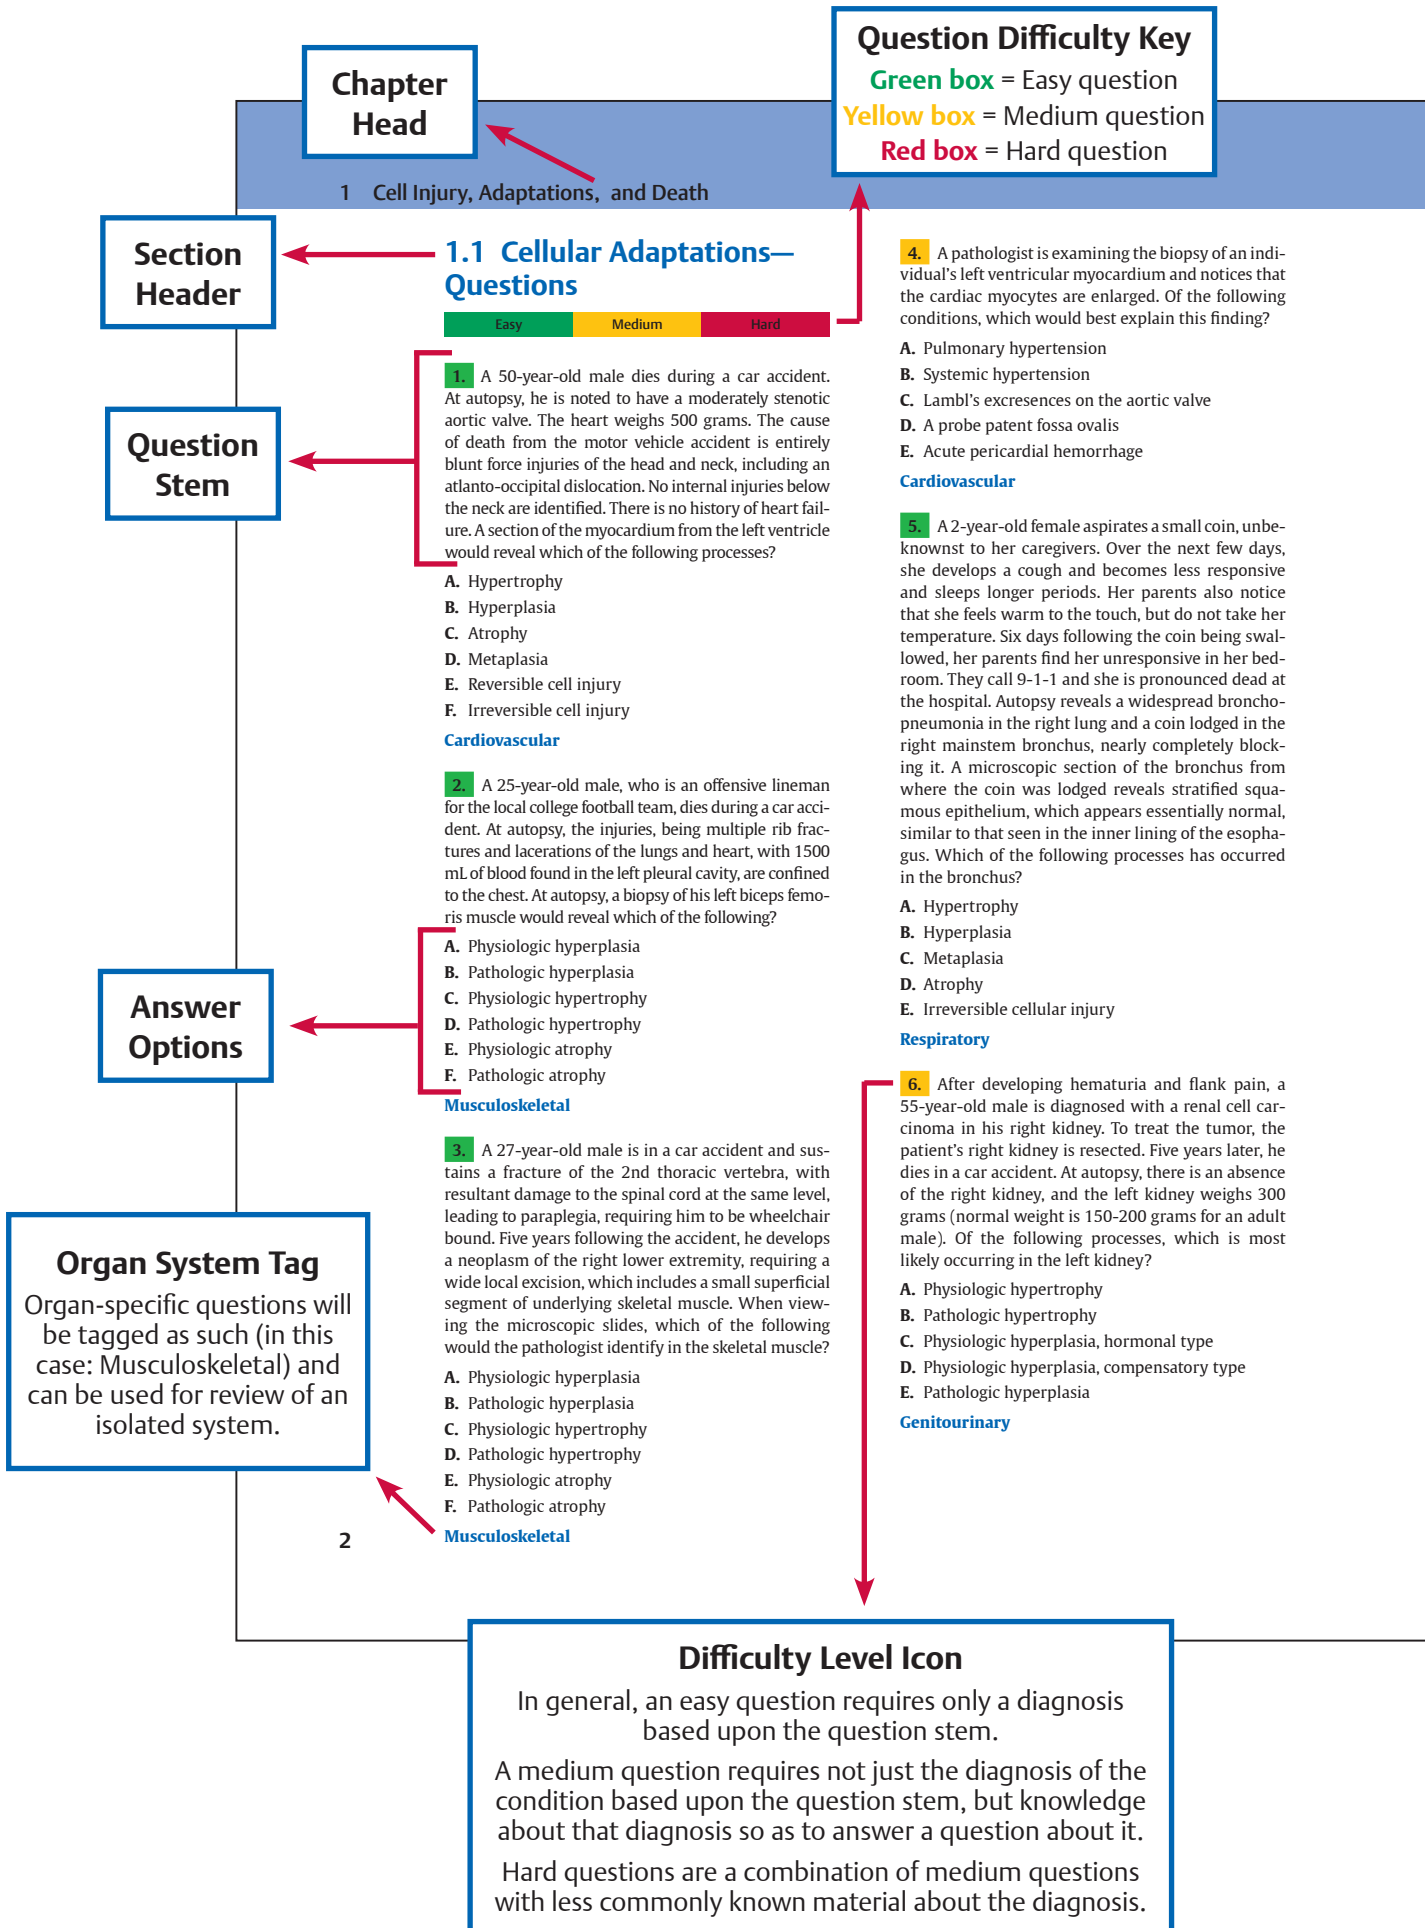 Question Difficulty Key
Green box = Easy question
Yellow box = Medium question
Red box = Hard question
Chapter
Head
1 Cell Injury, Adaptations, and Death
Section
Header
1.1 Cellular Adaptations—
Questions
Easy Medium Hard
Question
Stem
1. A 50-year-old male dies during a car accident.
At autopsy, he is noted to have a moderately stenotic
aortic valve. The heart weighs 500 grams. The cause
of death from the motor vehicle accident is entirely
blunt force injuries of the head and neck, including an
atlanto-occipital dislocation. No internal injuries below
the neck are identified. There is no history of heart fail-
ure. A section of the myocardium from the left ventricle
would reveal which of the following processes?
A. Hypertrophy
B. Hyperplasia
C. Atrophy
D. Metaplasia
E. Reversible cell injury
F. Irreversible cell injury
Cardiovascular
2. A 25-year-old male, who is an offensive lineman
for the local college football team, dies during a car acci-
dent. At autopsy, the injuries, being multiple rib frac-
tures and lacerations of the lungs and heart, with 1500
mL of blood found in the left pleural cavity, are confined
to the chest. At autopsy, a biopsy of his left biceps femo-
ris muscle would reveal which of the following?
Answer
Options
A. Physiologic hyperplasia
B. Pathologic hyperplasia
C. Physiologic hypertrophy
D. Pathologic hypertrophy
E. Physiologic atrophy
F. Pathologic atrophy
Musculoskeletal
3. A 27-year-old male is in a car accident and sus-
tains a fracture of the 2nd thoracic vertebra, with
resultant damage to the spinal cord at the same level,
leading to paraplegia, requiring him to be wheelchair
bound. Five years following the accident, he develops
a neoplasm of the right lower extremity, requiring a
wide local excision, which includes a small superficial
segment of underlying skeletal muscle. When view-
ing the microscopic slides, which of the following
would the pathologist identify in the skeletal muscle?
A. Physiologic hyperplasia
B. Pathologic hyperplasia
C. Physiologic hypertrophy
D. Pathologic hypertrophy
E. Physiologic atrophy
F. Pathologic atrophy
Musculoskeletal
Organ System Tag
Organ-specific questions will
be tagged as such (in this
case: Musculoskeletal) and
can be used for review of an
isolated system.
2
4. A pathologist is examining the biopsy of an indi-
vidual's left ventricular myocardium and notices that
the cardiac myocytes are enlarged. Of the following
conditions, which would best explain this finding?
A. Pulmonary hypertension
B. Systemic hypertension
C. Lambl's excresences on the aortic valve
D. A probe patent fossa ovalis
E. Acute pericardial hemorrhage
Cardiovascular
5. A 2-year-old female aspirates a small coin, unbe-
knownst to her caregivers. Over the next few days,
she develops a cough and becomes less responsive
and sleeps longer periods. Her parents also notice
that she feels warm to the touch, but do not take her
temperature. Six days following the coin being swal-
lowed, her parents find her unresponsive in her bed-
room. They call 9-1-1 and she is pronounced dead at
the hospital. Autopsy reveals a widespread broncho-
pneumonia in the right lung and a coin lodged in the
right mainstem bronchus, nearly completely block-
ing it. A microscopic section of the bronchus from
where the coin was lodged reveals stratified squa-
mous epithelium, which appears essentially normal,
similar to that seen in the inner lining of the esopha-
gus. Which of the following processes has occurred
in the bronchus?
A. Hypertrophy
B. Hyperplasia
C. Metaplasia
D. Atrophy
E. Irreversible cellular injury
Respiratory
6. After developing hematuria and flank pain, a
55-year-old male is diagnosed with a renal cell car-
cinoma in his right kidney. To treat the tumor, the
patient's right kidney is resected. Five years later, he
dies in a car accident. At autopsy, there is an absence
of the right kidney, and the left kidney weighs 300
grams (normal weight is 150-200 grams for an adult
male). Of the following processes, which is most
likely occurring in the left kidney?
A. Physiologic hypertrophy
B. Pathologic hypertrophy
C. Physiologic hyperplasia, hormonal type
D. Physiologic hyperplasia, compensatory type
E. Pathologic hyperplasia
Genitourinary
Difficulty Level Icon
In general, an easy question requires only a diagnosis
based upon the question stem.
A medium question requires not just the diagnosis of the
condition based upon the question stem, but knowledge
about that diagnosis so as to answer a question about it.
Hard questions are a combination of medium questions
with less commonly known material about the diagnosis.